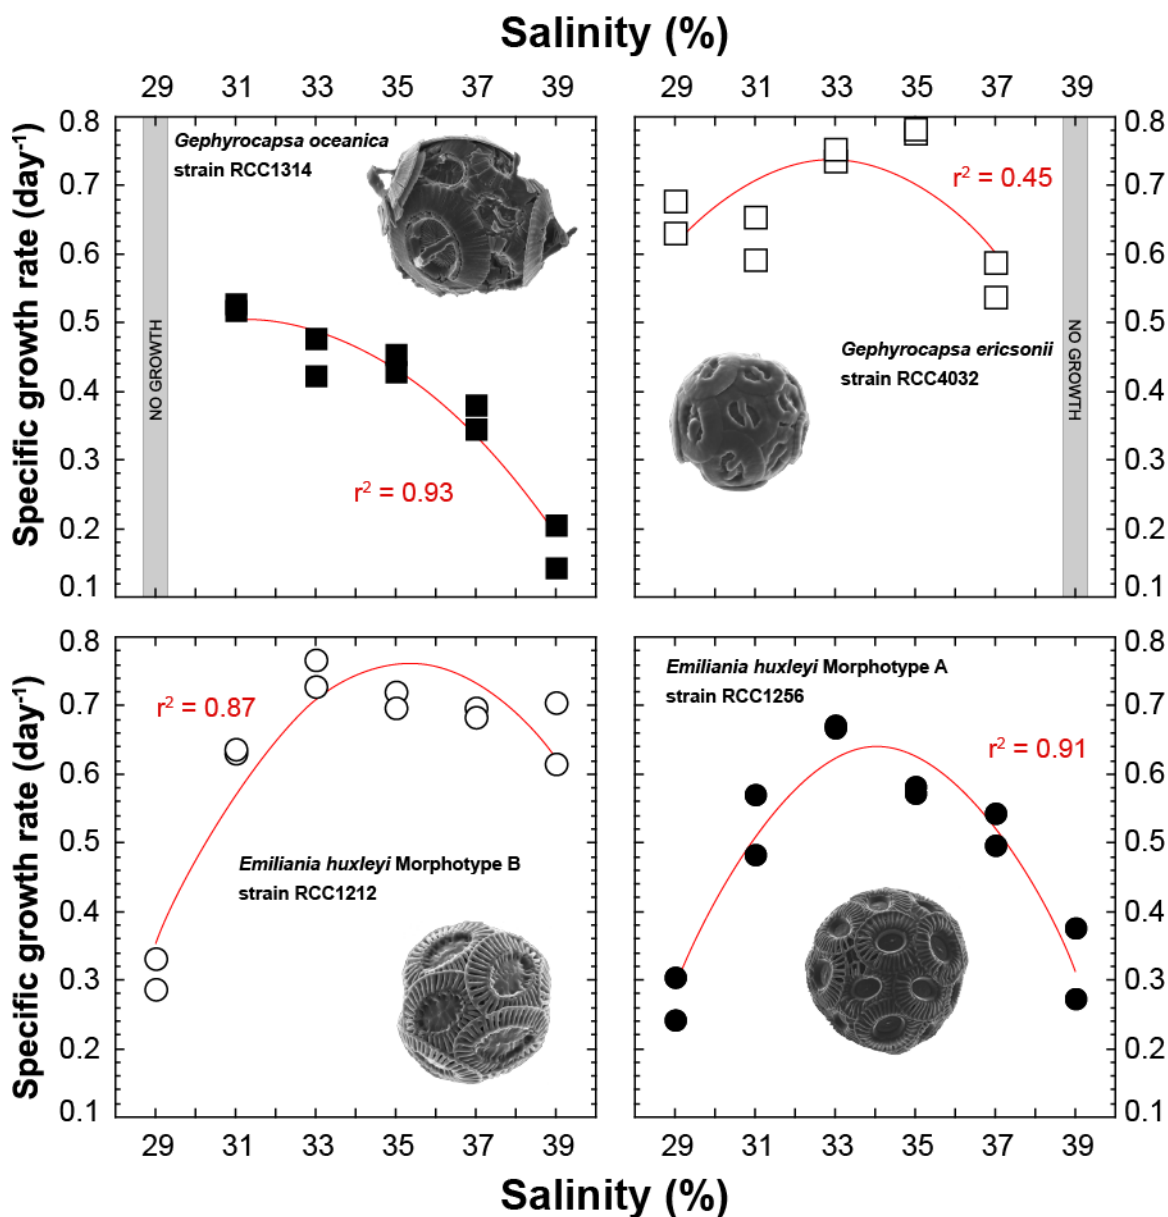 Salinity (%)
29 31 33 35 37 39 29 31 33 35 37 39
Specific growth rate (day⁻¹)
0.8
0.7
0.6
0.5
0.4
0.3
0.2
0.1
Gephyrocapsa oceanica
strain RCC1314
NO GROWTH
r² = 0.93
r² = 0.45
Gephyrocapsa ericsonii
strain RCC4032
NO GROWTH
0.8
0.7
0.6
0.5
0.4
0.3
0.2
0.1
Specific growth rate (day⁻¹)
0.8
0.7
0.6
0.5
0.4
0.3
0.2
0.1
r² = 0.87
Emiliania huxleyi Morphotype B
strain RCC1212
Emiliania huxleyi Morphotype A
strain RCC1256
r² = 0.91
0.8
0.7
0.6
0.5
0.4
0.3
0.2
0.1
29 31 33 35 37 39 29 31 33 35 37 39
Salinity (%)